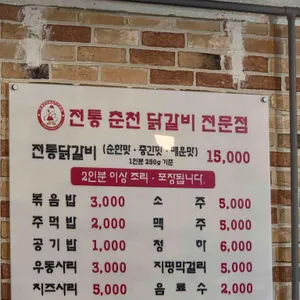 전통 춘천 닭갈비 전문점
전통닭갈비 (순한맛·중간맛·매운맛) 15,000
1인분 250g 기준
2인분 이상 조리·포장됩니다.
볶음밥 3,000 소주 5,000
주먹밥 2,000 맥주 5,000
공기밥 1,000 청하 6,000
우동사리 3,000 지평막걸리 5,000
치즈사리 5,000 음료수 2,000